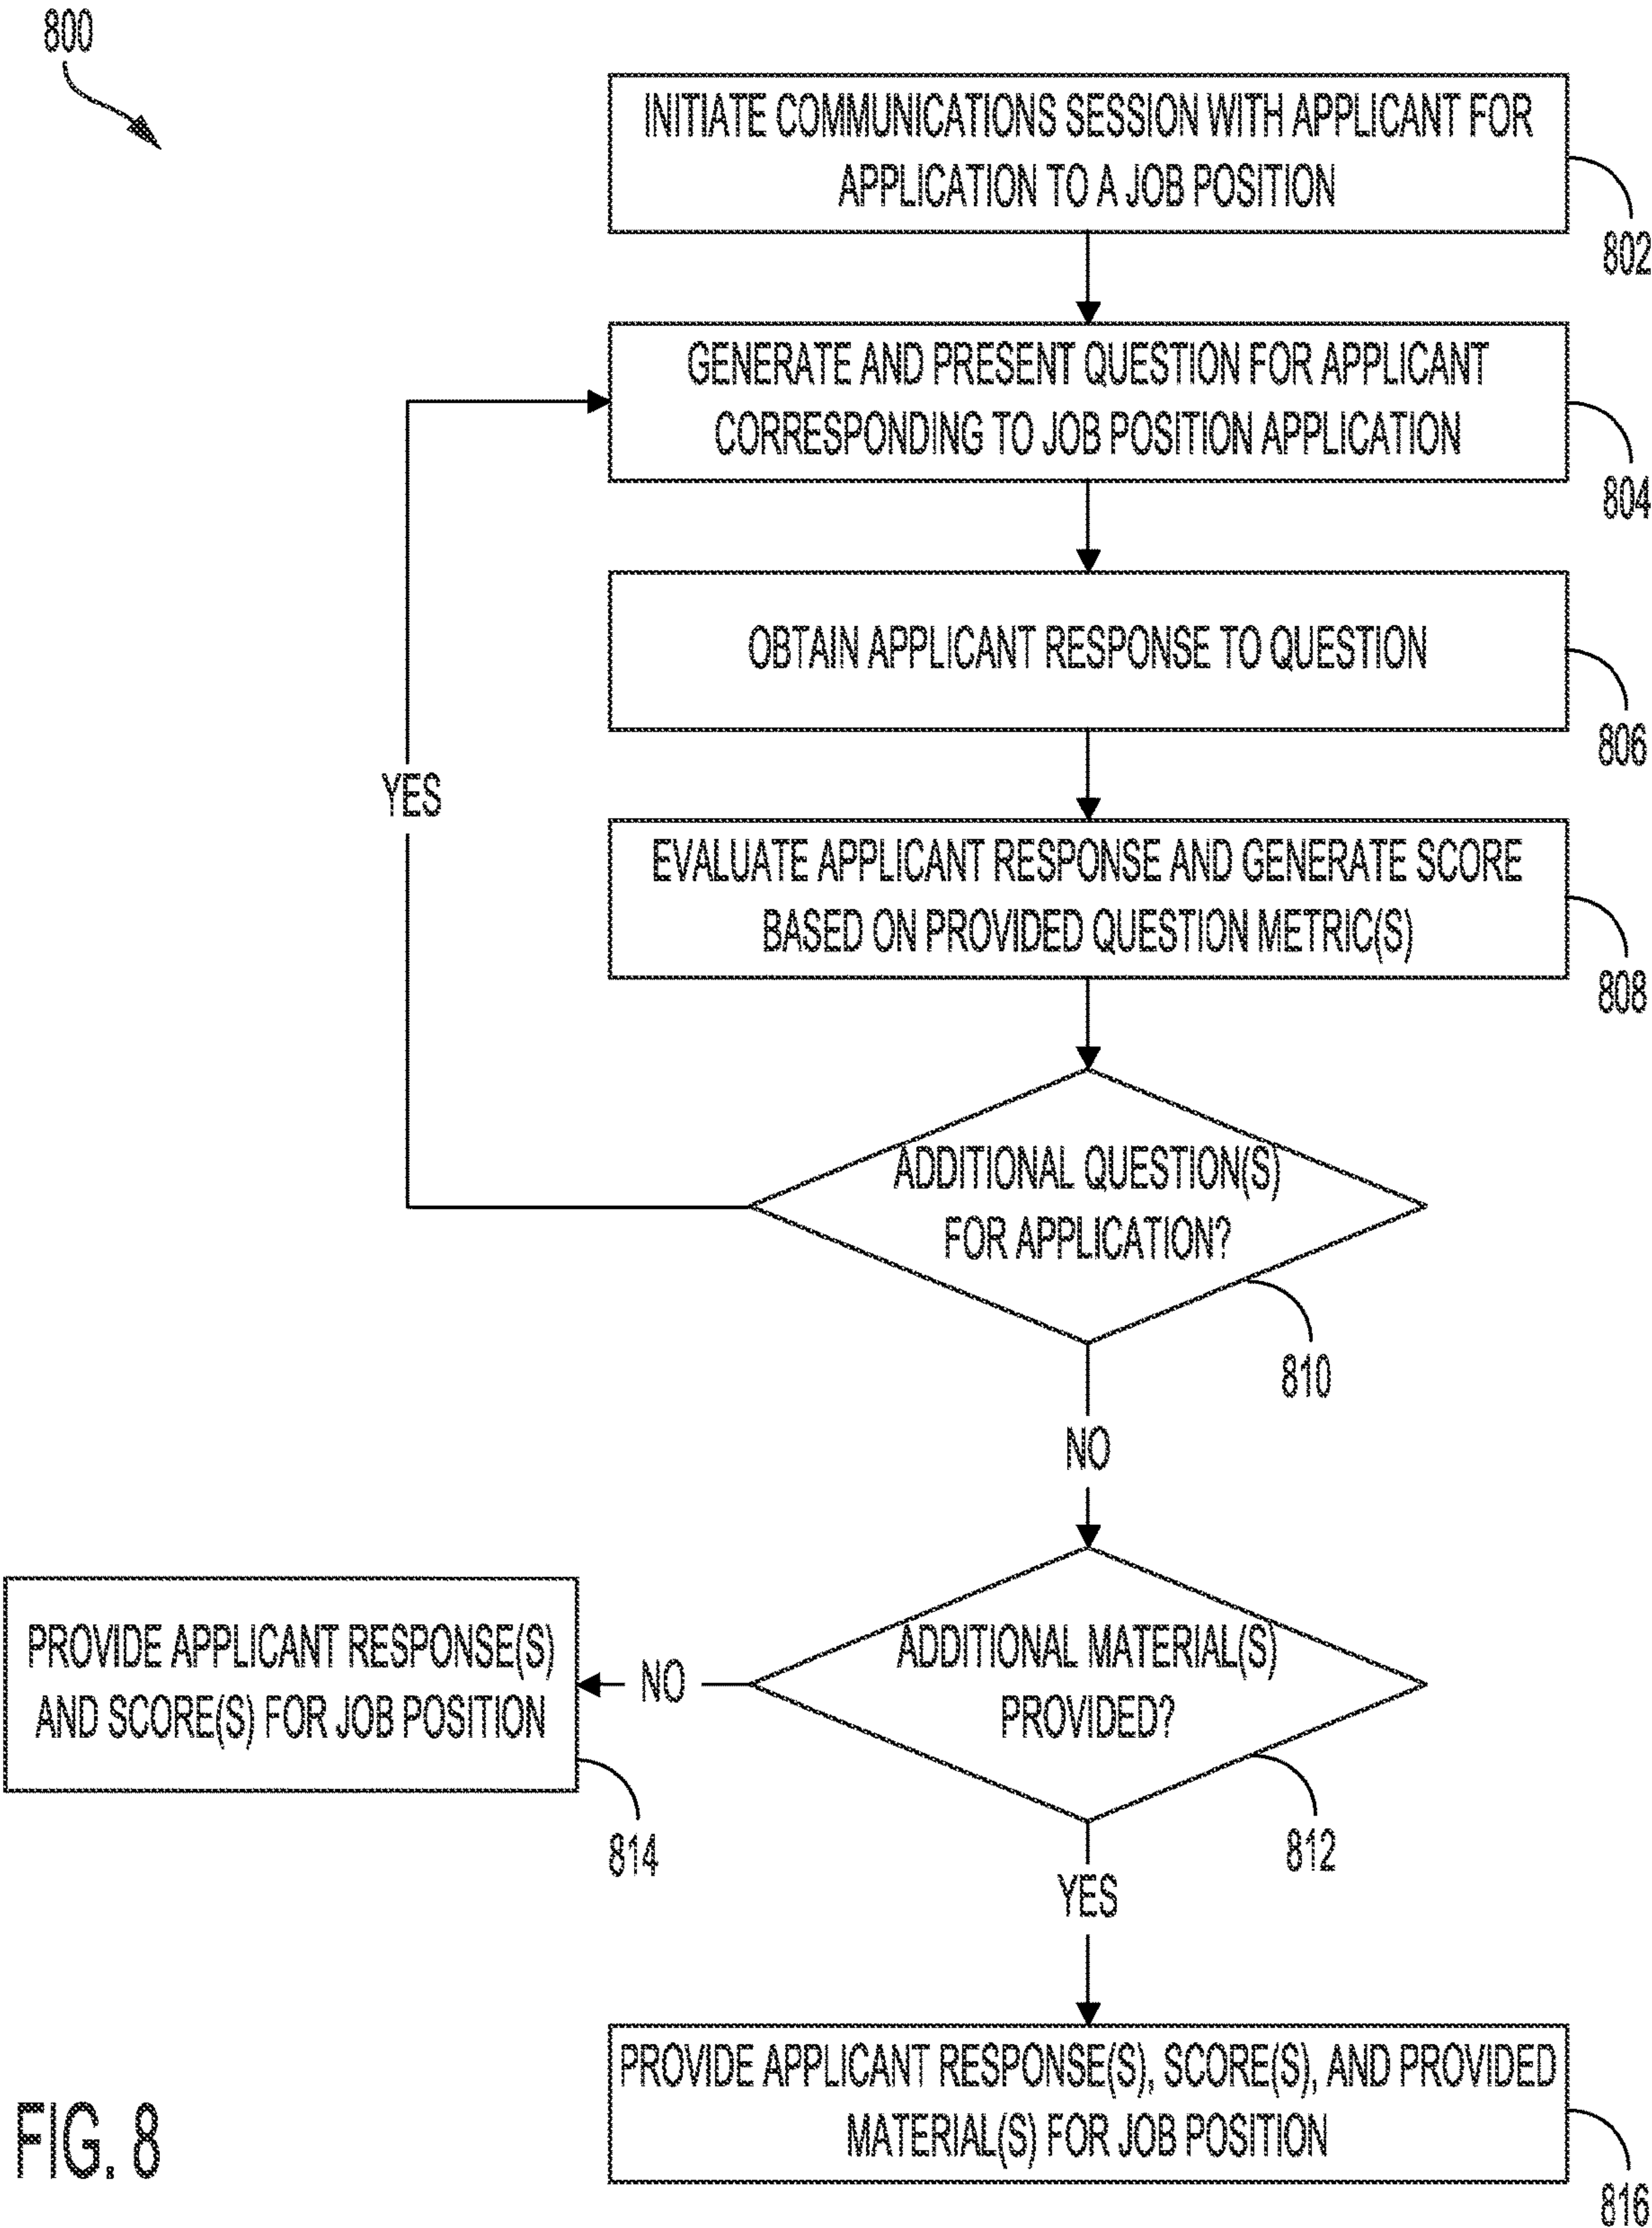 800
INITIATE COMMUNICATIONS SESSION WITH APPLICANT FOR
APPLICATION TO A JOB POSITION
802
GENERATE AND PRESENT QUESTION FOR APPLICANT
CORRESPONDING TO JOB POSITION APPLICATION
804
OBTAIN APPLICANT RESPONSE TO QUESTION
806
YES
EVALUATE APPLICANT RESPONSE AND GENERATE SCORE
BASED ON PROVIDED QUESTION METRIC(S)
808
ADDITIONAL QUESTION(S)
FOR APPLICATION?
810
NO
ADDITIONAL MATERIAL(S)
PROVIDED?
812
NO
PROVIDE APPLICANT RESPONSE(S)
AND SCORE(S) FOR JOB POSITION
814
YES
PROVIDE APPLICANT RESPONSE(S), SCORE(S), AND PROVIDED
MATERIAL(S) FOR JOB POSITION
816
FIG. 8